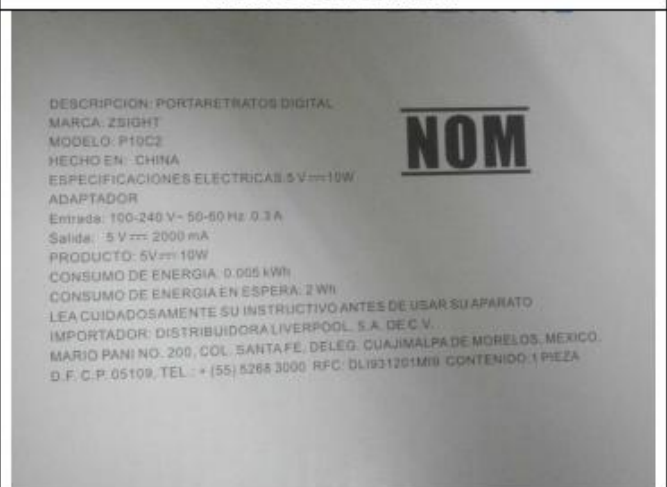 DESCRIPCION: PORTARETRATOS DIGITAL
MARCA: ZSIGHT
MODELO: P10C2
HECHO EN: CHINA
ESPECIFICACIONES ELECTRICAS:5 V⎓10W
ADAPTADOR
Entrada: 100-240 V~ 50-60 Hz 0.3 A
Salida: 5 V⎓ 2000 mA
PRODUCTO: 5V⎓ 10W
CONSUMO DE ENERGIA: 0.005 kWh
CONSUMO DE ENERGIA EN ESPERA: 2 Wh
LEA CUIDADOSAMENTE SU INSTRUCTIVO ANTES DE USAR SU APARATO
IMPORTADOR: DISTRIBUIDORA LIVERPOOL, S.A. DE C.V.
MARIO PANI NO. 200, COL. SANTA FE, DELEG. CUAJIMALPA DE MORELOS, MEXICO,
D.F. C.P. 05109, TEL.: + (55) 5268 3000 RFC: DLI931201MI9 CONTENIDO:1 PIEZA
NOM